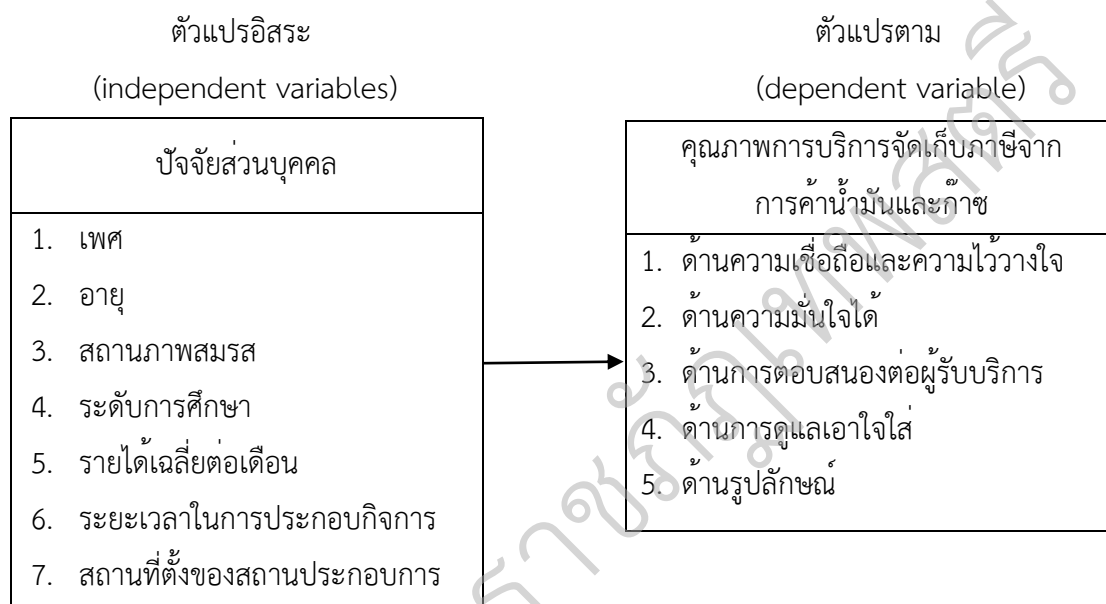 ตัวแปรอิสระ
(independent variables)
ปัจจัยส่วนบุคคล
1. เพศ
2. อายุ
3. สถานภาพสมรส
4. ระดับการศึกษา
5. รายได้เฉลี่ยต่อเดือน
6. ระยะเวลาในการประกอบกิจการ
7. สถานที่ตั้งของสถานประกอบการ
ตัวแปรตาม
(dependent variable)
คุณภาพการบริการจัดเก็บภาษีจาก
การค้าน้ำมันและก๊าซ
1. ด้านความเชื่อถือและความไว้วางใจ
2. ด้านความมั่นใจได้
3. ด้านการตอบสนองต่อผู้รับบริการ
4. ด้านการดูแลเอาใจใส่
5. ด้านรูปลักษณ์
ราชภัฏเทพสตรี